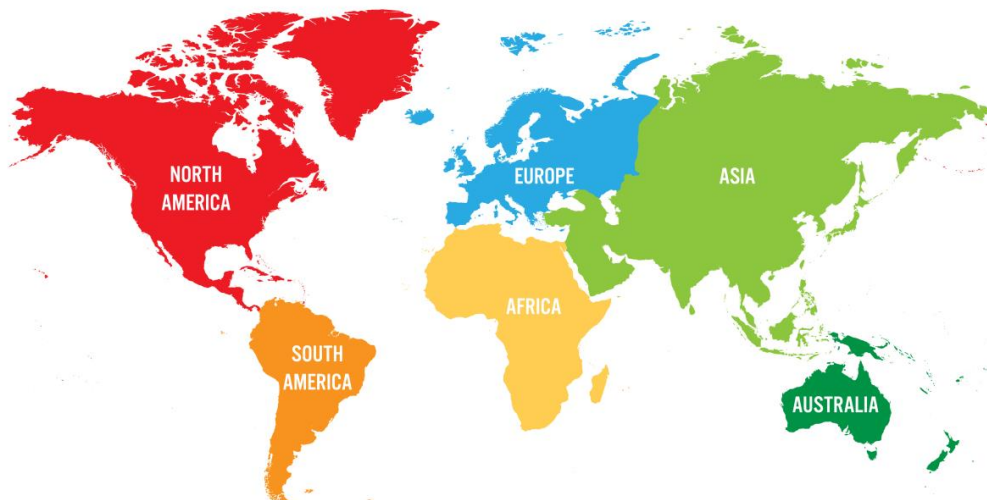 NORTH
AMERICA
EUROPE
ASIA
AFRICA
SOUTH
AMERICA
AUSTRALIA